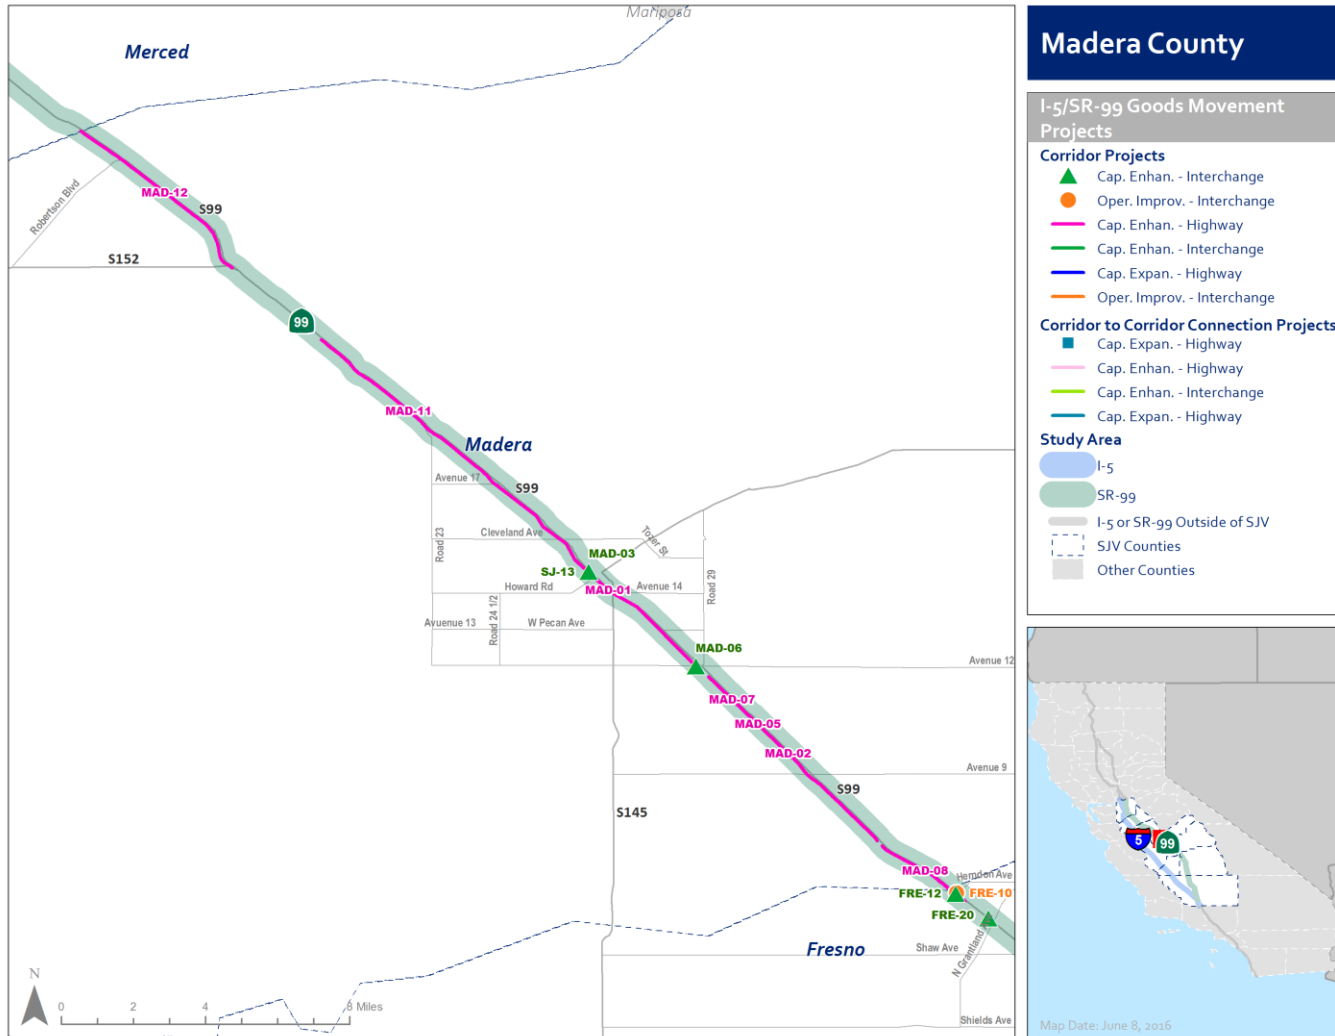 Mariposa
Merced
MAD-12
S99
Robertson Blvd
S152
99
MAD-11
Madera
Avenue 17
S99
Cleveland Ave
Road 23
Tozer St
MAD-03
SJ-13
MAD-01
Howard Rd
Avenue 14
Road 29
Road 24 1/2
Avuenue 13
W Pecan Ave
MAD-06
Avenue 12
MAD-07
MAD-05
MAD-02
Avenue 9
S99
S145
MAD-08
Herndon Ave
FRE-12
FRE-10
FRE-20
Fresno
Shaw Ave
N Grantland
Shields Ave
N
0 2 4 8 Miles
Madera County
I-5/SR-99 Goods Movement
Projects
Corridor Projects
Cap. Enhan. - Interchange
Oper. Improv. - Interchange
Cap. Enhan. - Highway
Cap. Enhan. - Interchange
Cap. Expan. - Highway
Oper. Improv. - Interchange
Corridor to Corridor Connection Projects
Cap. Expan. - Highway
Cap. Enhan. - Highway
Cap. Enhan. - Interchange
Cap. Expan. - Highway
Study Area
I-5
SR-99
I-5 or SR-99 Outside of SJV
SJV Counties
Other Counties
5
99
Map Date: June 8, 2016